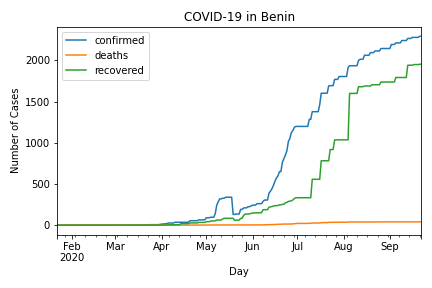 COVID-19 in Benin
confirmed
deaths
recovered
Number of Cases
2000
1500
1000
500
0
Feb Mar Apr May Jun Jul Aug Sep
2020
Day